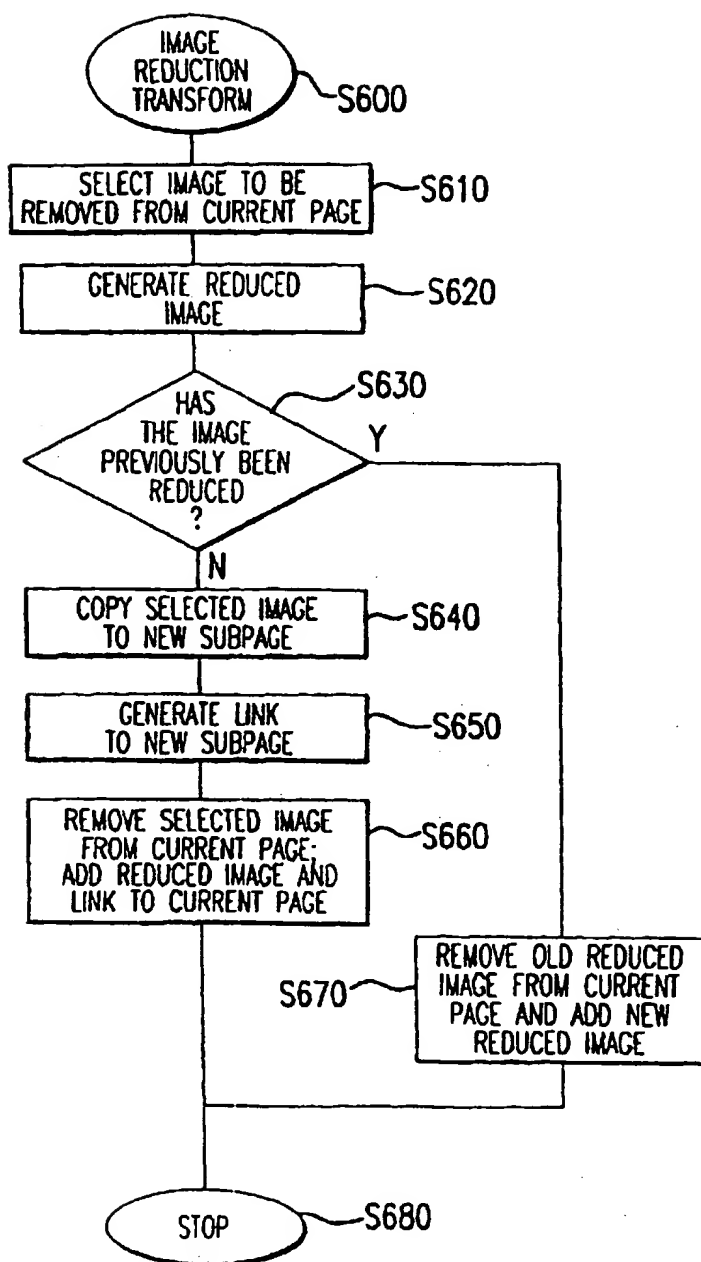 IMAGE
REDUCTION
TRANSFORM
S600
SELECT IMAGE TO BE
REMOVED FROM CURRENT PAGE
S610
GENERATE REDUCED
IMAGE
S620
HAS
THE IMAGE
PREVIOUSLY BEEN
REDUCED
?
S630
Y
N
COPY SELECTED IMAGE
TO NEW SUBPAGE
S640
GENERATE LINK
TO NEW SUBPAGE
S650
REMOVE SELECTED IMAGE
FROM CURRENT PAGE;
ADD REDUCED IMAGE AND
LINK TO CURRENT PAGE
S660
REMOVE OLD REDUCED
IMAGE FROM CURRENT
PAGE AND ADD NEW
REDUCED IMAGE
S670
STOP
S680